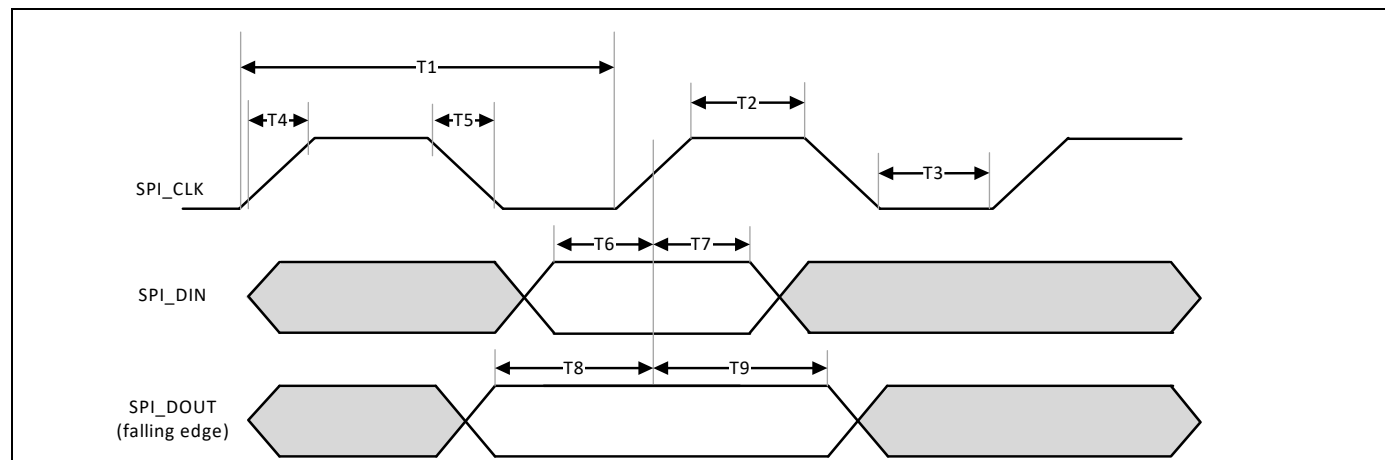 T1
T2
T4
T5
T3
SPI_CLK
T6
T7
SPI_DIN
T8
T9
SPI_DOUT
(falling edge)